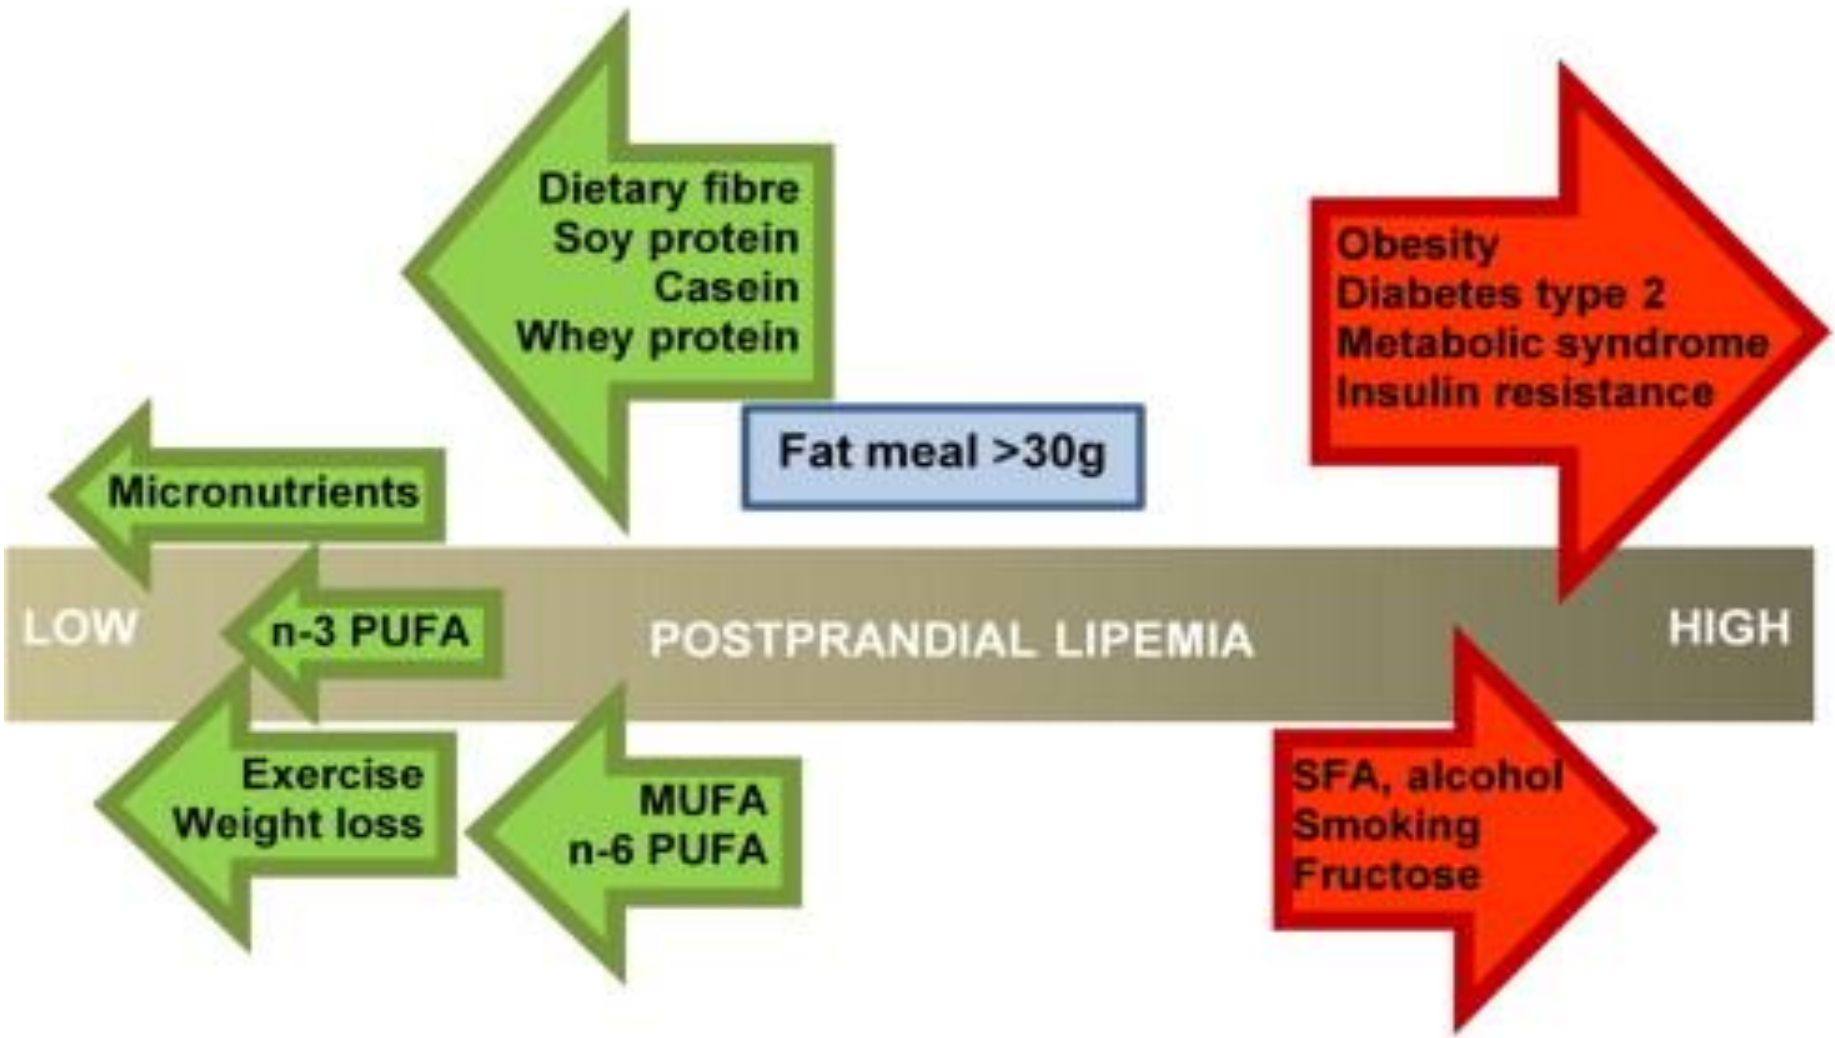 Dietary fibre
Soy protein
Casein
Whey protein
Obesity
Diabetes type 2
Metabolic syndrome
Insulin resistance
Fat meal >30g
Micronutrients
LOW
n-3 PUFA
POSTPRANDIAL LIPEMIA
HIGH
Exercise
Weight loss
MUFA
n-6 PUFA
SFA, alcohol
Smoking
Fructose